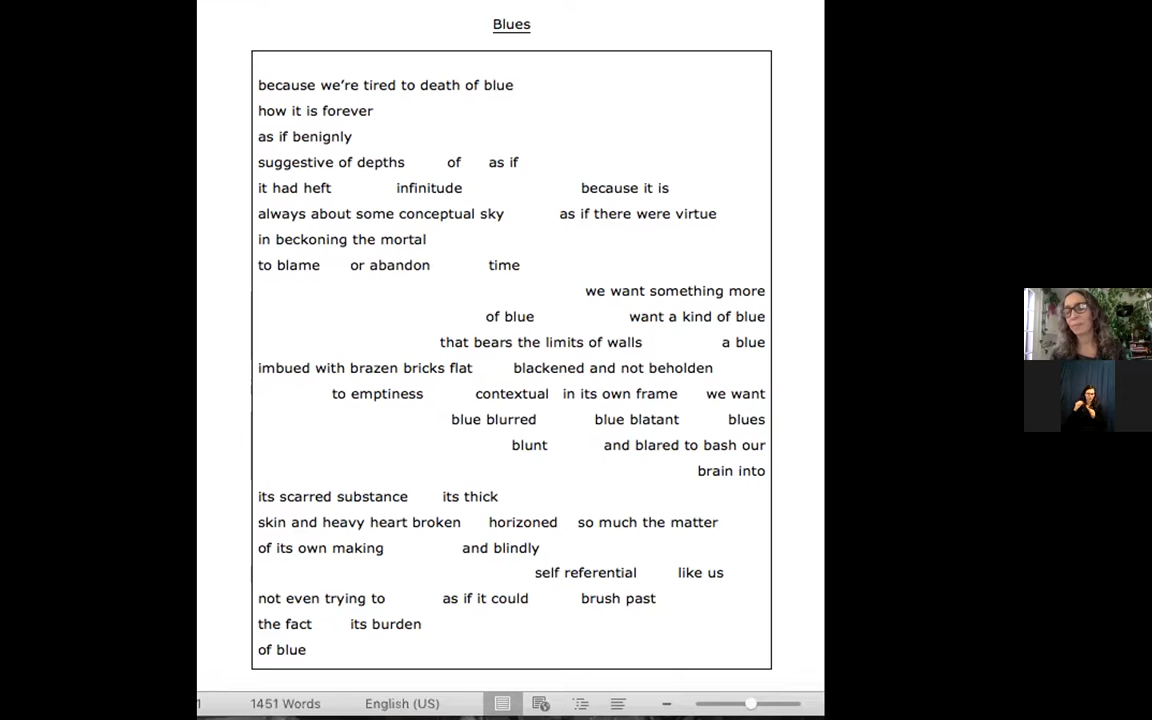 Blues
because we're tired to death of blue
how it is forever
as if benignly
suggestive of depths of as if
it had heft infinitude because it is
always about some conceptual sky as if there were virtue
in beckoning the mortal
to blame or abandon time
we want something more
of blue want a kind of blue
that bears the limits of walls a blue
imbued with brazen bricks flat blackened and not beholden
to emptiness contextual in its own frame we want
blue blurred blue blatant blues
blunt and blared to bash our
brain into
its scarred substance its thick
skin and heavy heart broken horizoned so much the matter
of its own making and blindly
self referential like us
not even trying to as if it could brush past
the fact its burden
of blue
1 1451 Words English (US)